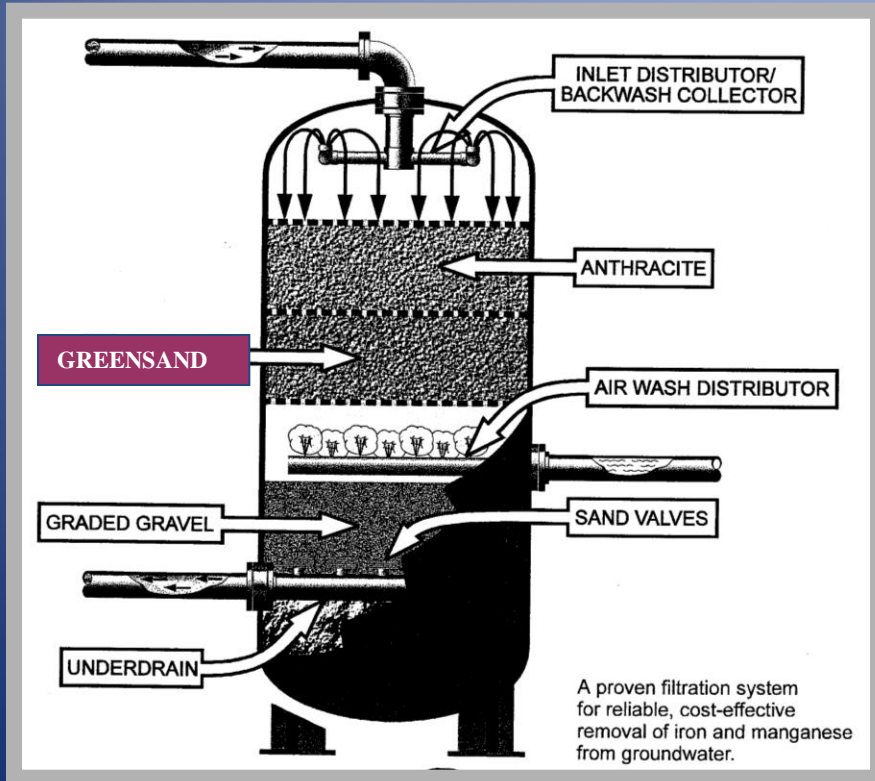 INLET DISTRIBUTOR/
BACKWASH COLLECTOR
ANTHRACITE
GREENSAND
AIR WASH DISTRIBUTOR
GRADED GRAVEL
SAND VALVES
UNDERDRAIN
A proven filtration system
for reliable, cost-effective
removal of iron and manganese
from groundwater.